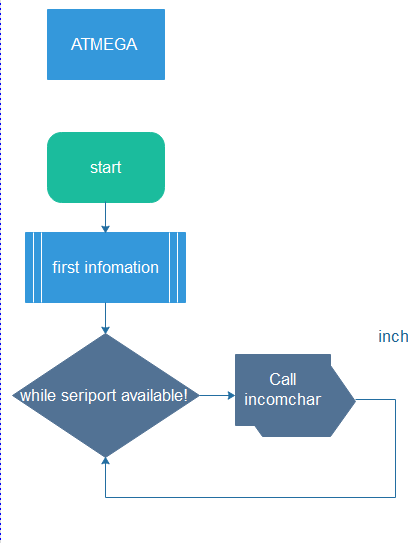 ATMEGA
start
first infomation
while seriport available!
Call
incomchar
inch